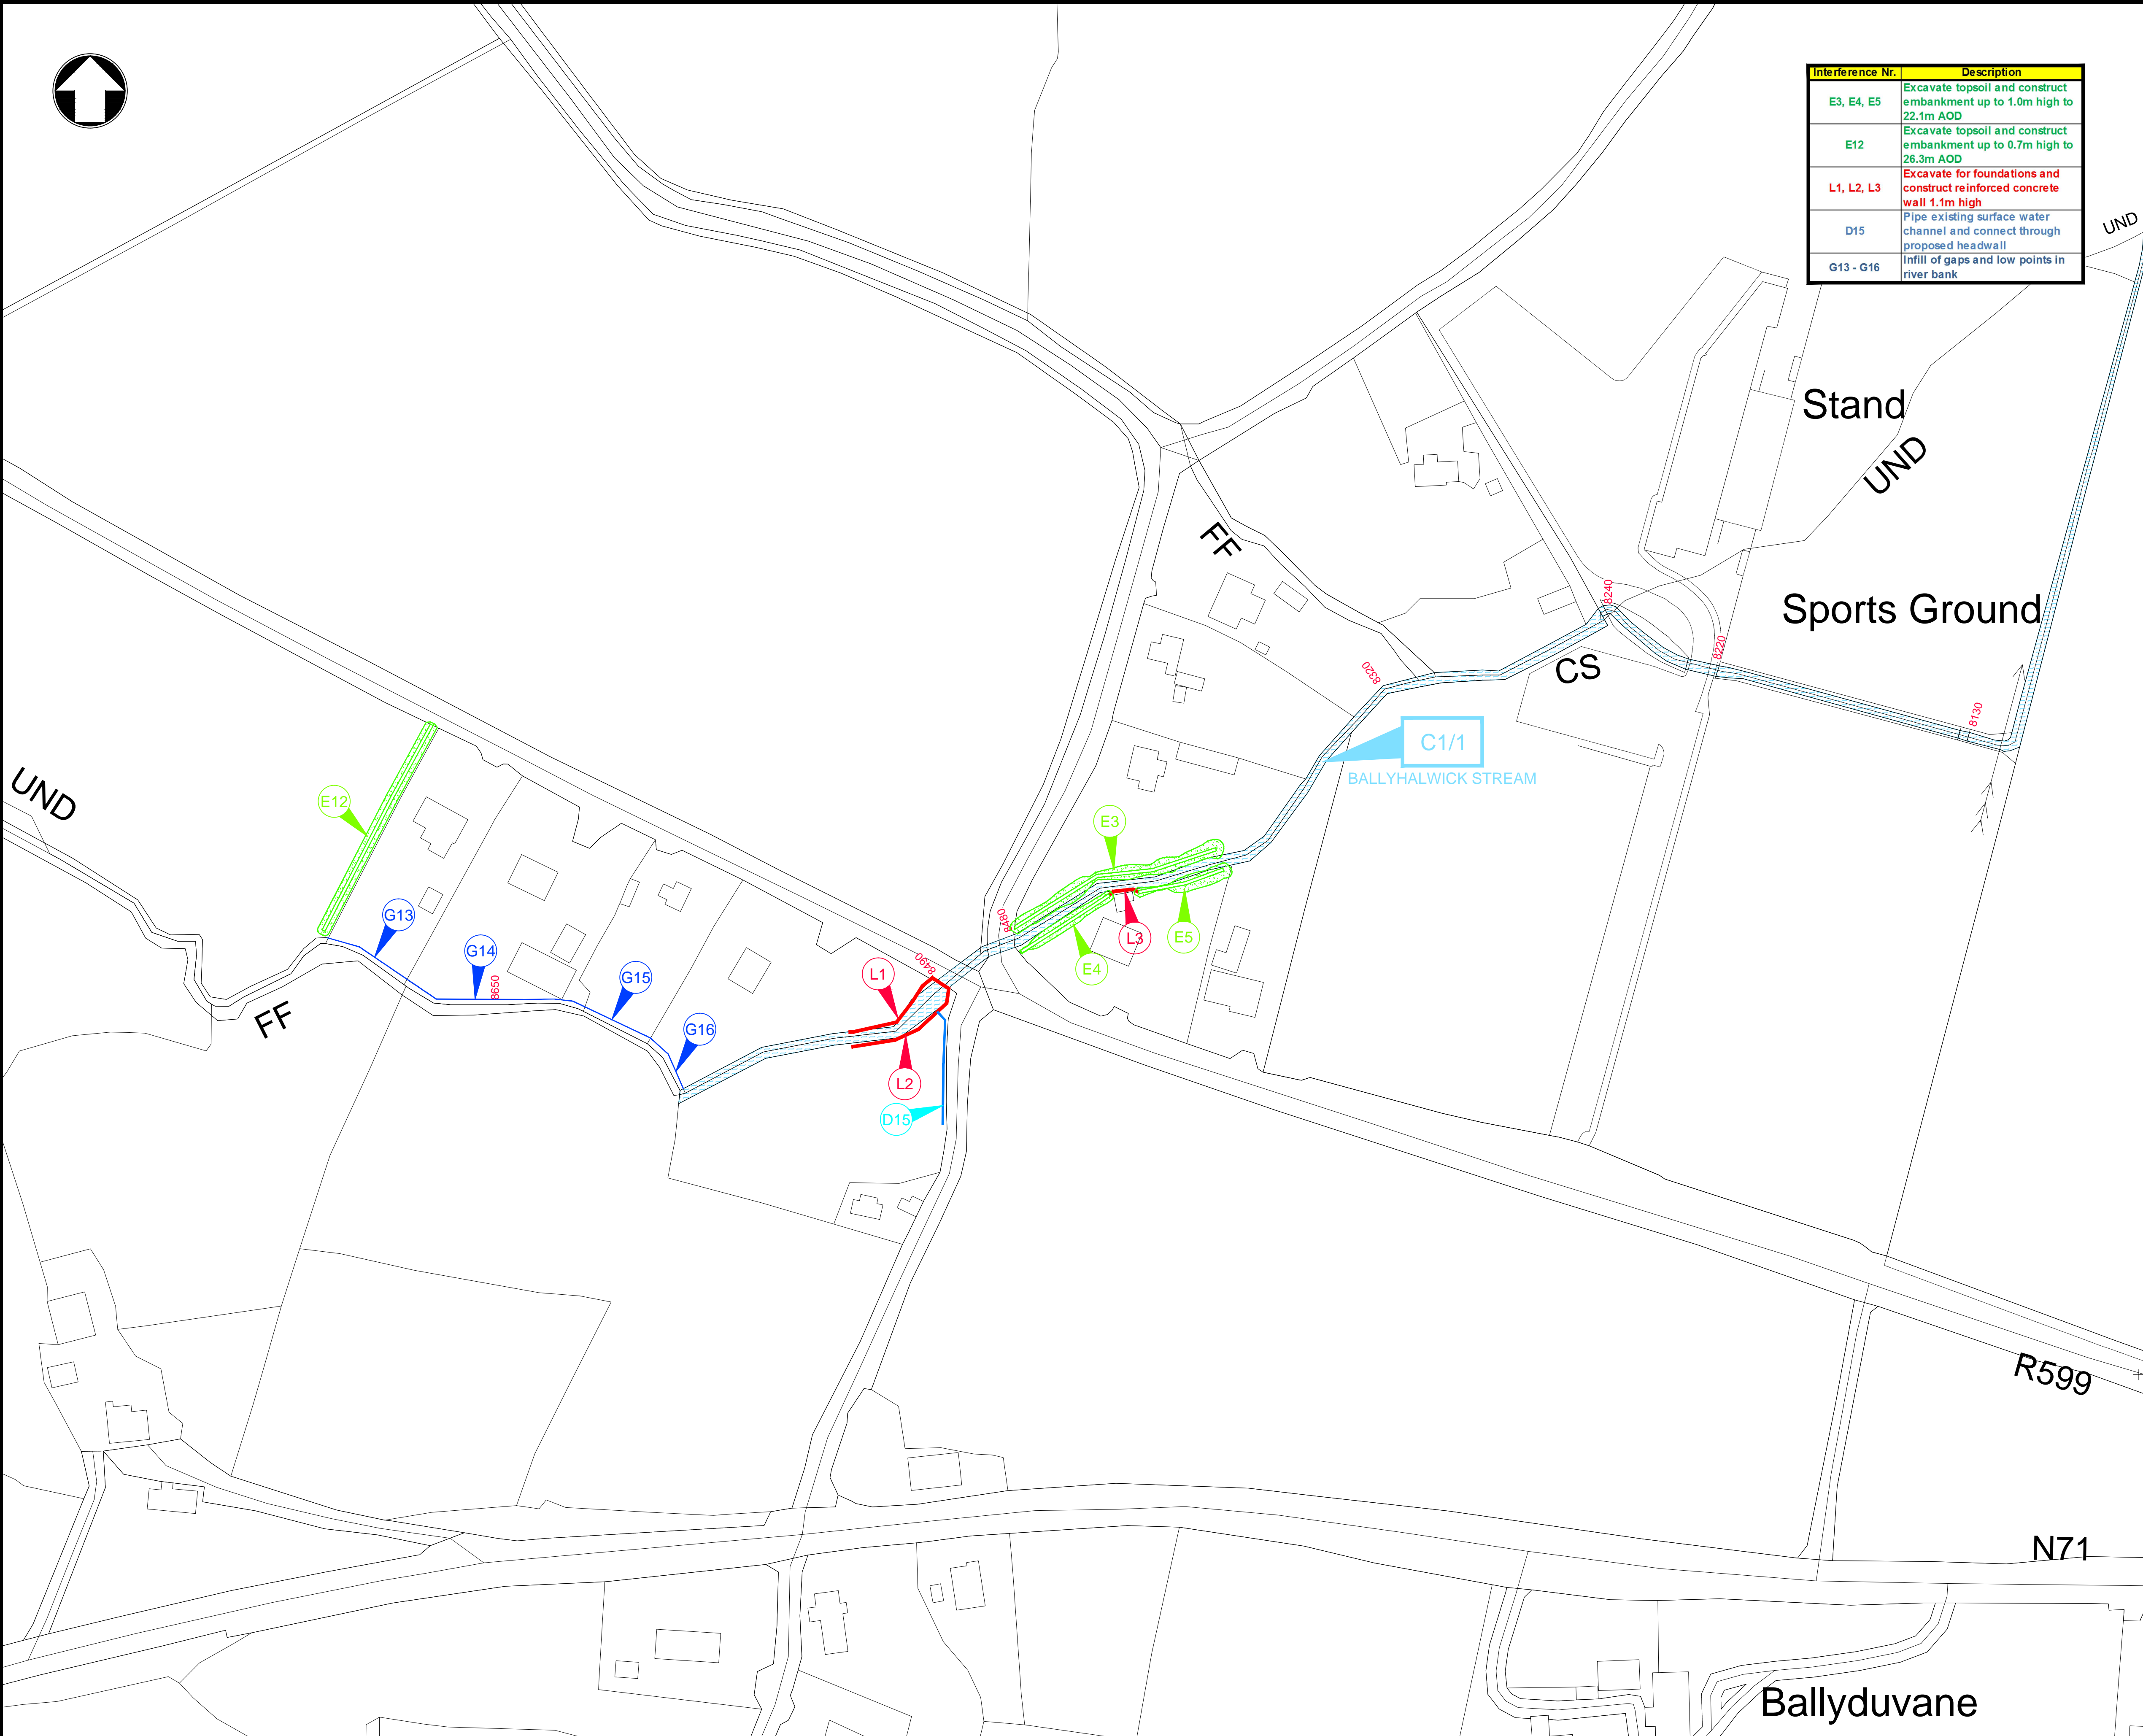 Interference Nr. Description
E3, E4, E5 Excavate topsoil and construct
embankment up to 1.0m high to
22.1m AOD
E12 Excavate topsoil and construct
embankment up to 0.7m high to
26.3m AOD
L1, L2, L3 Excavate for foundations and
construct reinforced concrete
wall 1.1m high
D15 Pipe existing surface water
channel and connect through
proposed headwall
G13 - G16 Infill of gaps and low points in
river bank
UND
Stand
UND
FF
8240
Sports Ground
8220
CS
8320
8130
C1/1
BALLYHALWICK STREAM
UND
E12
E3
G13
8480
L3
E5
G14
E4
8490
L1
G15
8650
FF
G16
L2
D15
R599
N71
Ballyduvane